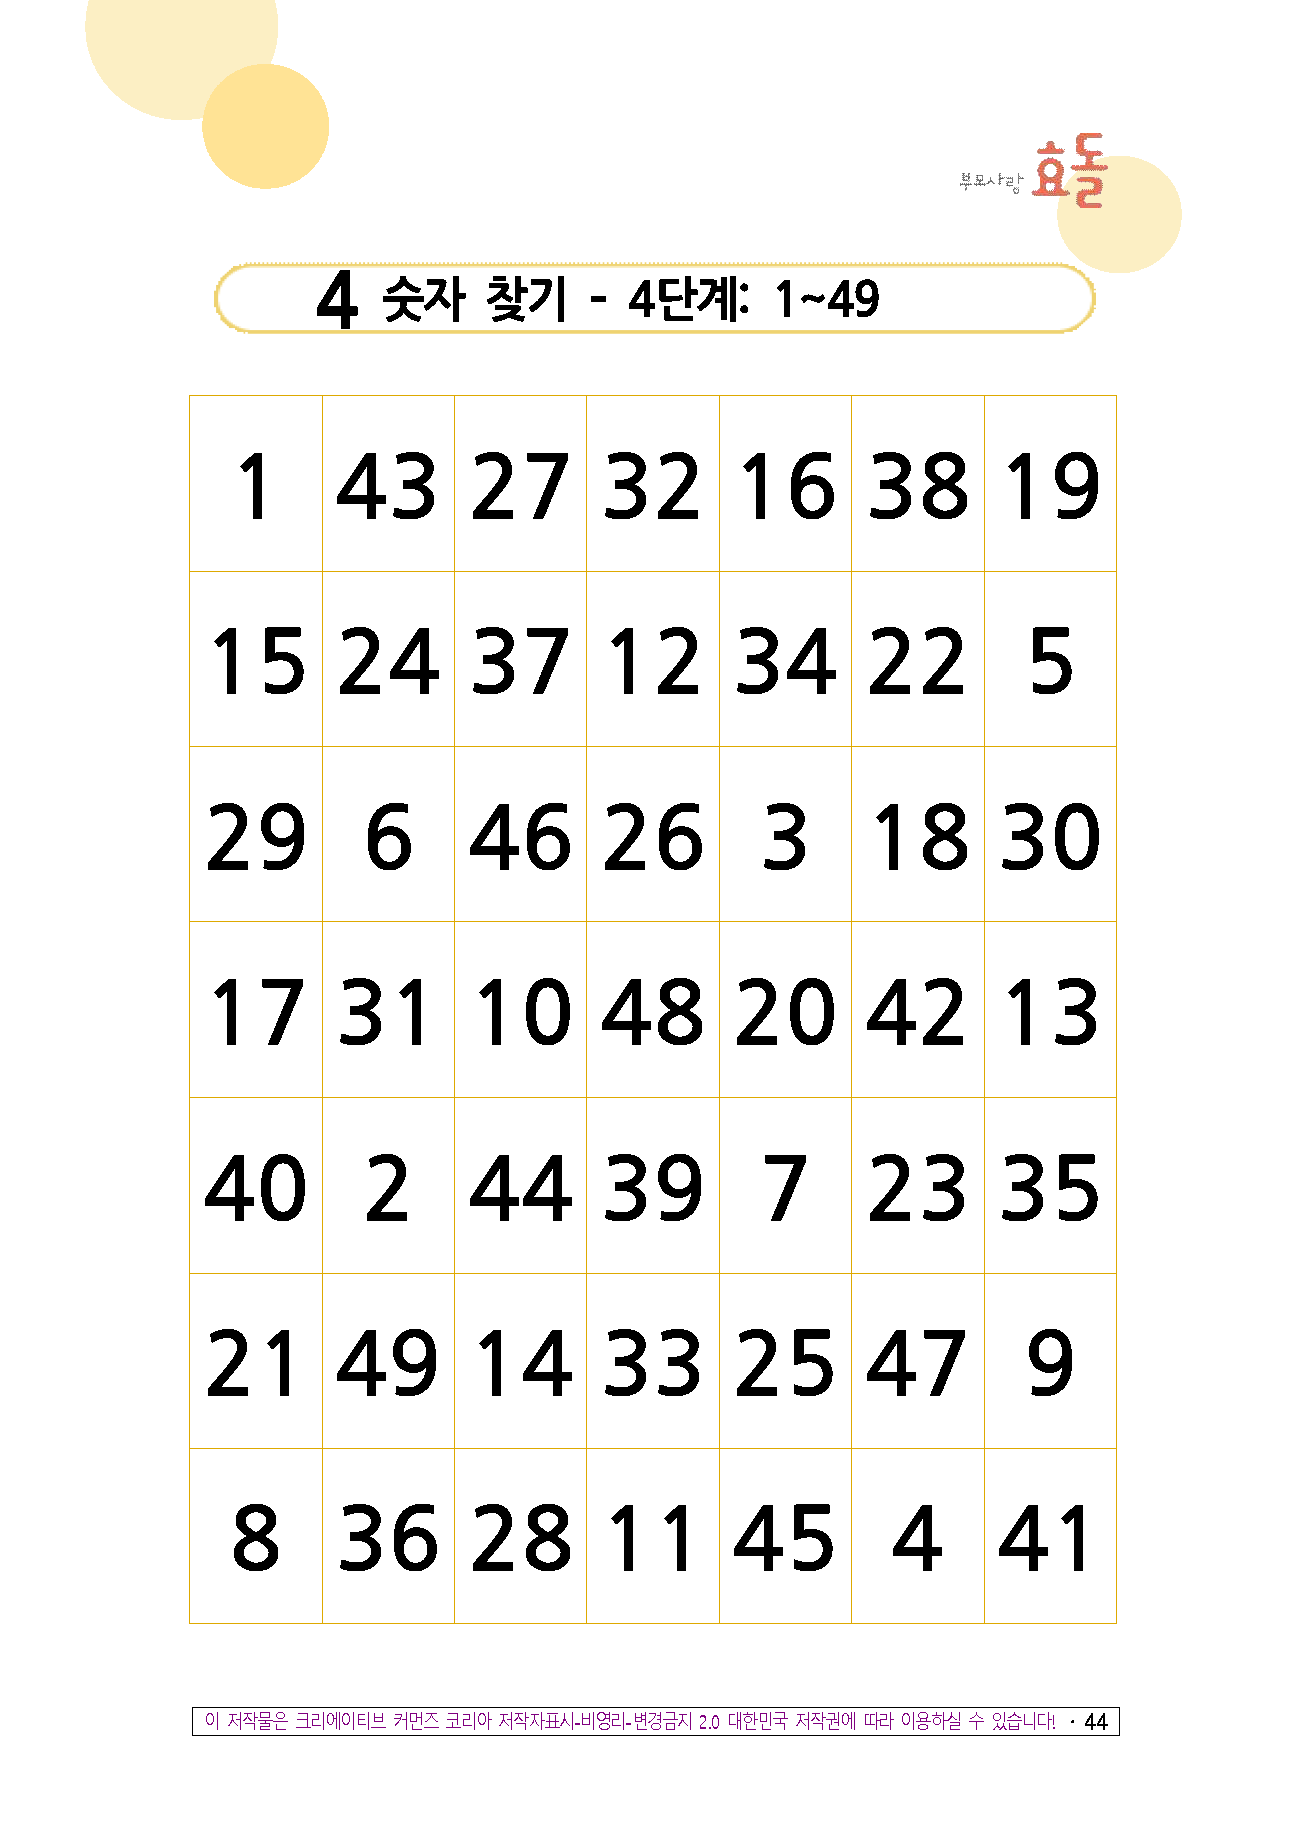 부모사랑 효돌
4 숫자 찾기 - 4단계: 1~49
1 43 27 32 16 38 19
15 24 37 12 34 22 5
29 6 46 26 3 18 30
17 31 10 48 20 42 13
40 2 44 39 7 23 35
21 49 14 33 25 47 9
8 36 28 11 45 4 41
이 저작물은 크리에이티브 커먼즈 코리아 저작자표시-비영리-변경금지 2.0 대한민국 저작권에 따라 이용하실 수 있습니다! · 44